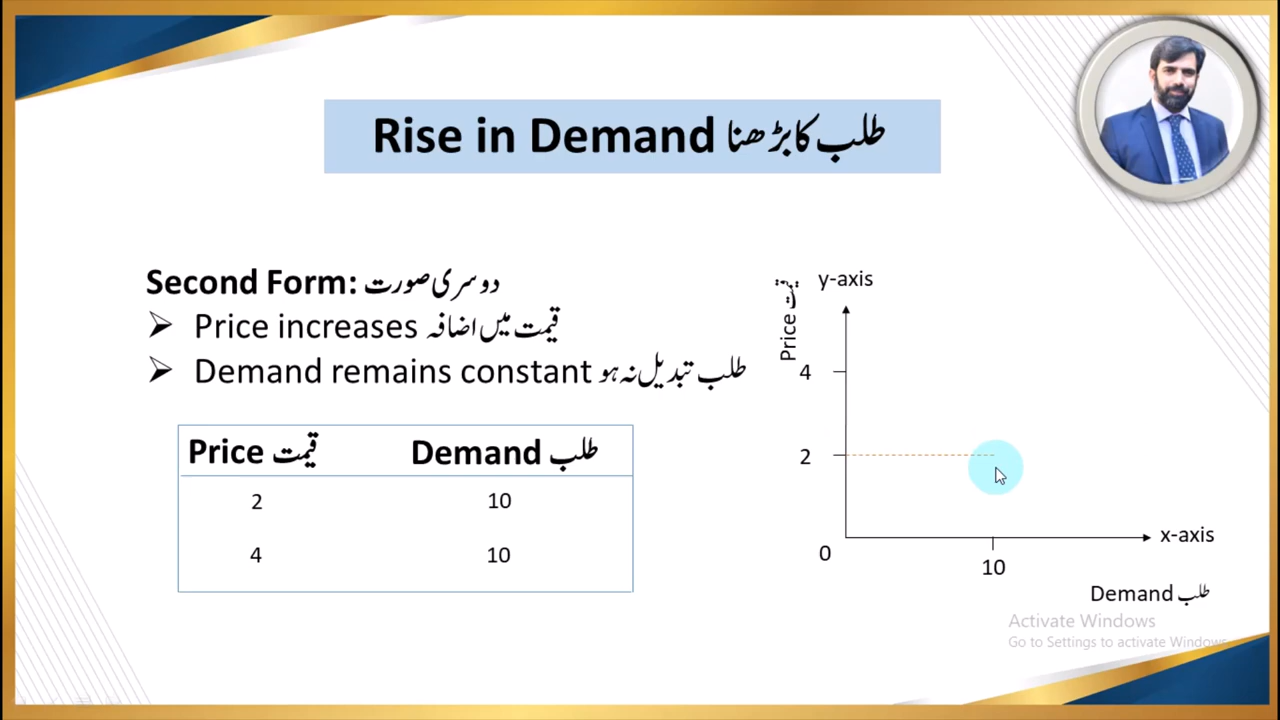 Rise in Demand طلب کا بڑھنا
Second Form: دوسری صورت
Price increases قیمت میں اضافہ
Demand remains constant طلب تبدیل نہ ہو
Price قیمت Demand طلب
2 10
4 10
y-axis
Price
4
2
0
10
x-axis
Demand طلب
Activate Windows
Go to Settings to activate Windows.